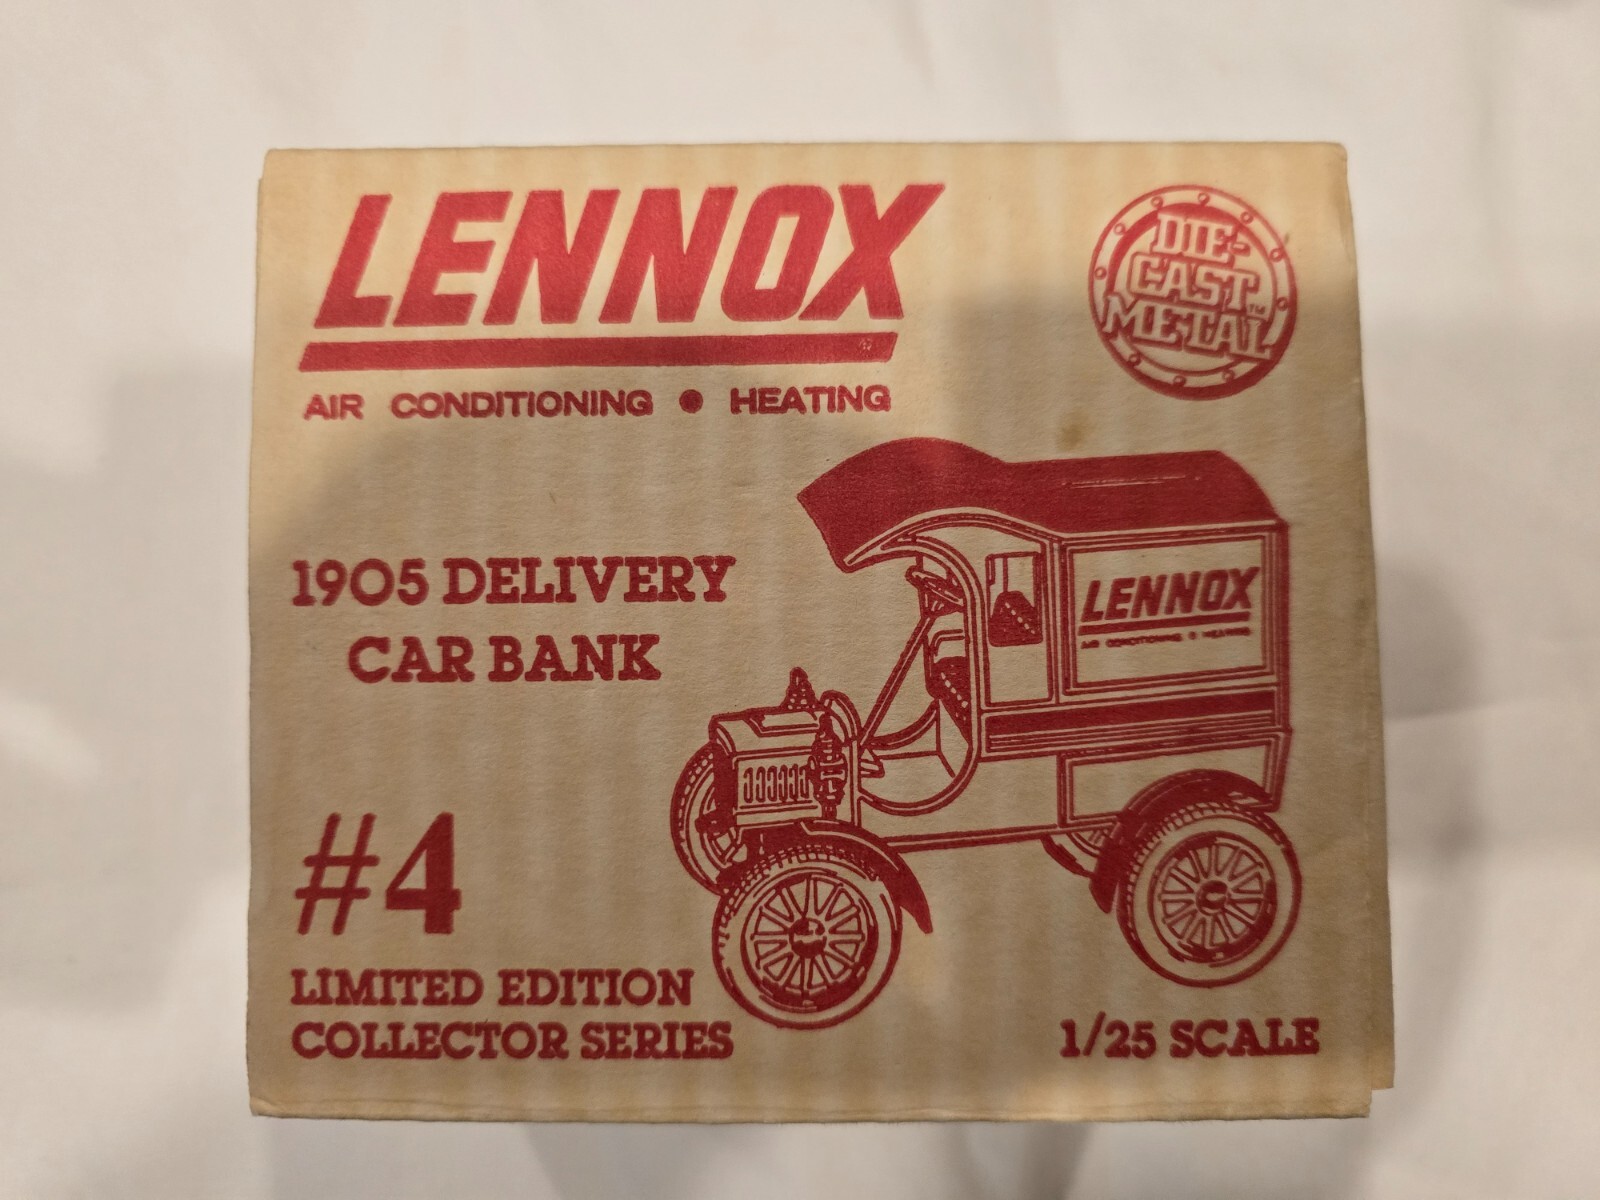 LENNOX
®
AIR CONDITIONING • HEATING
DIE-
CAST
METAL™
1905 DELIVERY
CAR BANK
LENNOX
AIR CONDITIONING • HEATING
#4
LIMITED EDITION
COLLECTOR SERIES
1/25 SCALE